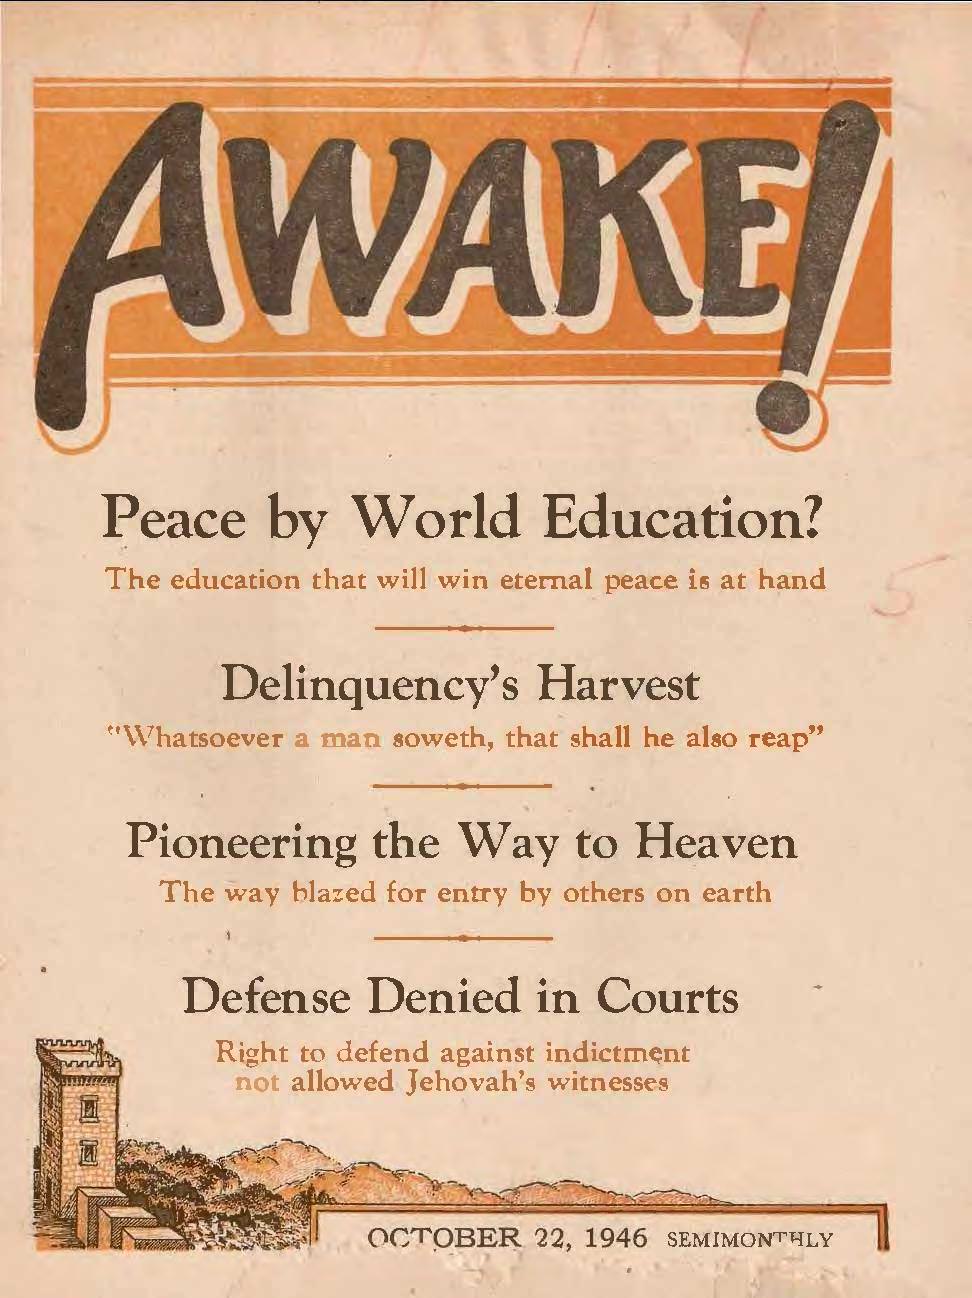 AWAKE!
Peace by World Education?
The education that will win eternal peace is at hand
Delinquency's Harvest
"Whatsoever a man soweth, that shall he also reap"
Pioneering the Way to Heaven
The way blazed for entry by others on earth
Defense Denied in Courts
Right to defend against indictment
not allowed Jehovah's witnesses
OCTOBER 22, 1946 SEMIMONTHLY
5